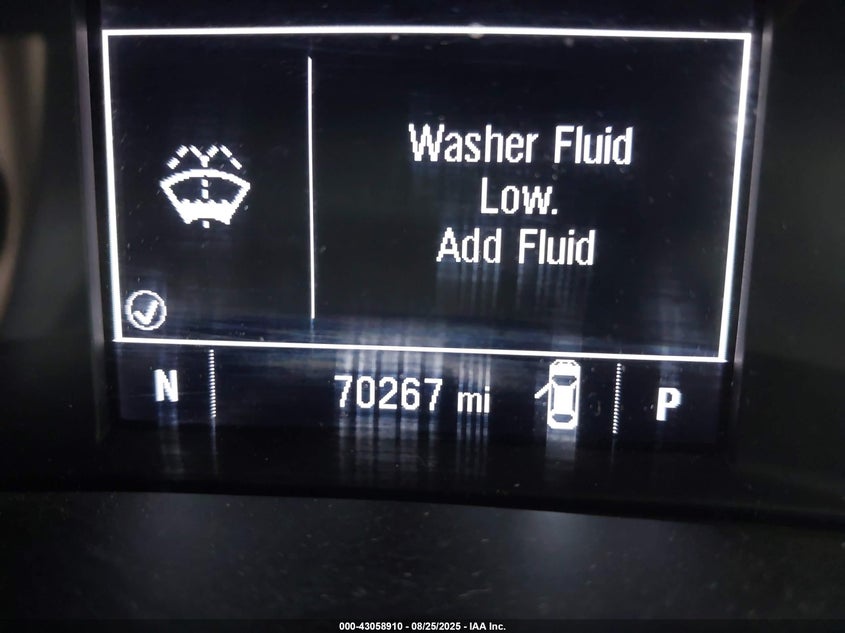 Washer Fluid
Low.
Add Fluid
N 70267 mi P
000-43058910 - 08/25/2025 - IAA Inc.